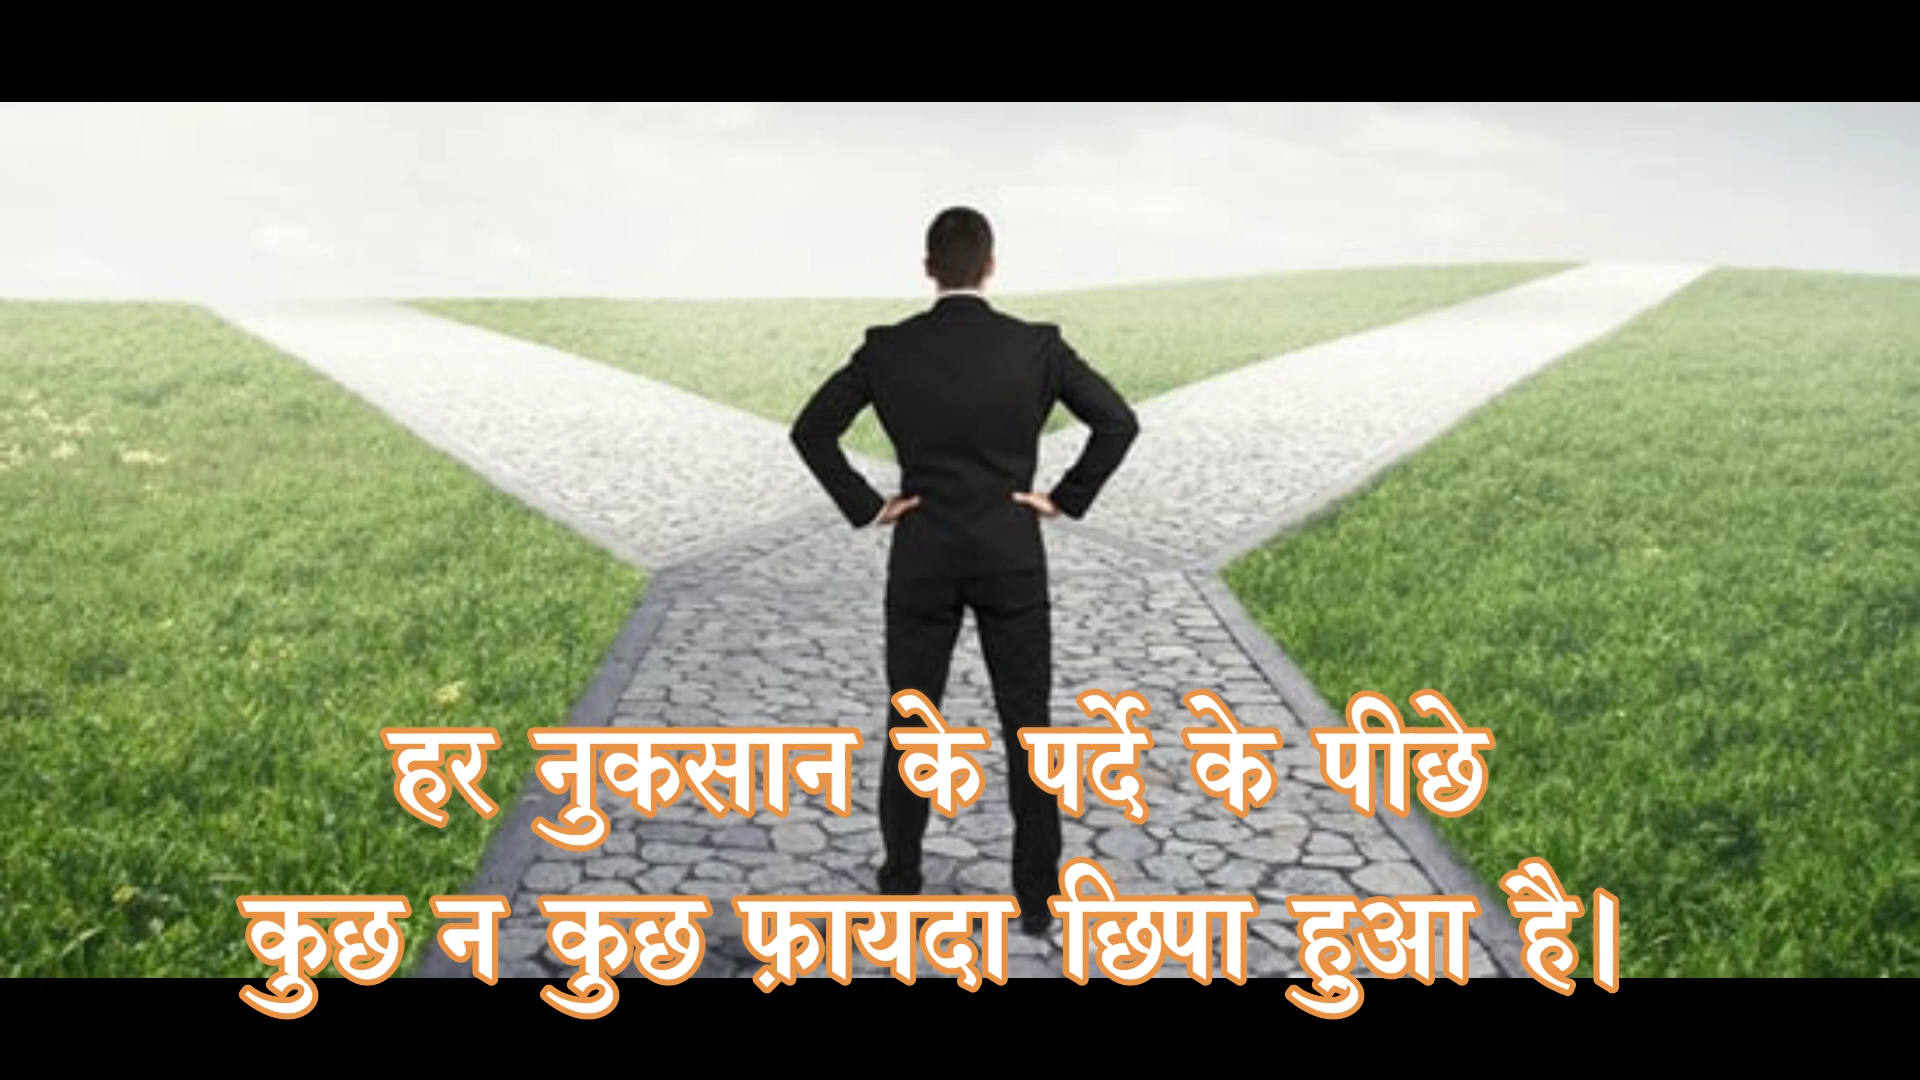 हर नुकसान के पर्दे के पीछे
कुछ न कुछ फ़ायदा छिपा हुआ है।